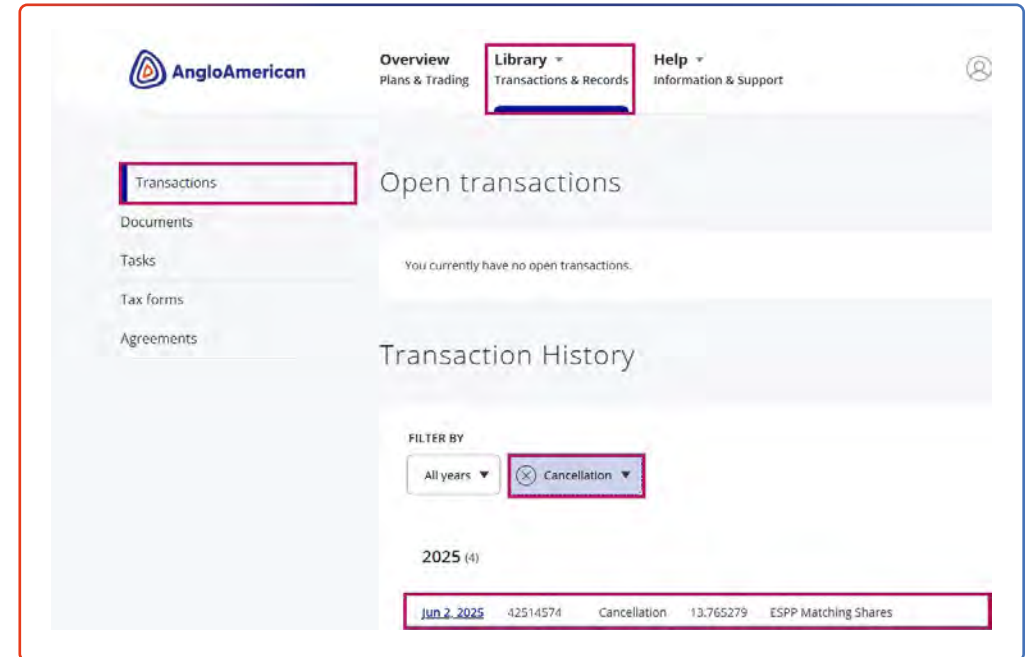 AngloAmerican
Overview
Plans & Trading
Library
Transactions & Records
Help
Information & Support
Transactions
Documents
Tasks
Tax forms
Agreements
Open transactions
You currently have no open transactions.
Transaction History
FILTER BY
All years
Cancellation
2025 (4)
Jun 2, 2025 42514574 Cancellation 13.765279 ESPP Matching Shares